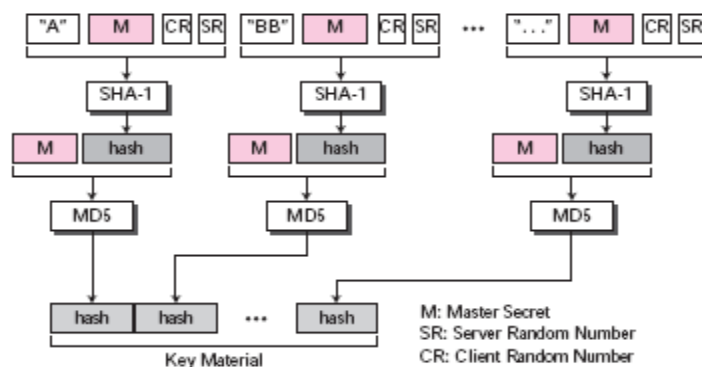 "A" M CR SR "BB" M CR SR ••• "..." M CR SR
SHA-1 SHA-1 SHA-1
M hash M hash M hash
MD5 MD5 MD5
hash hash ••• hash
Key Material
M: Master Secret
SR: Server Random Number
CR: Client Random Number